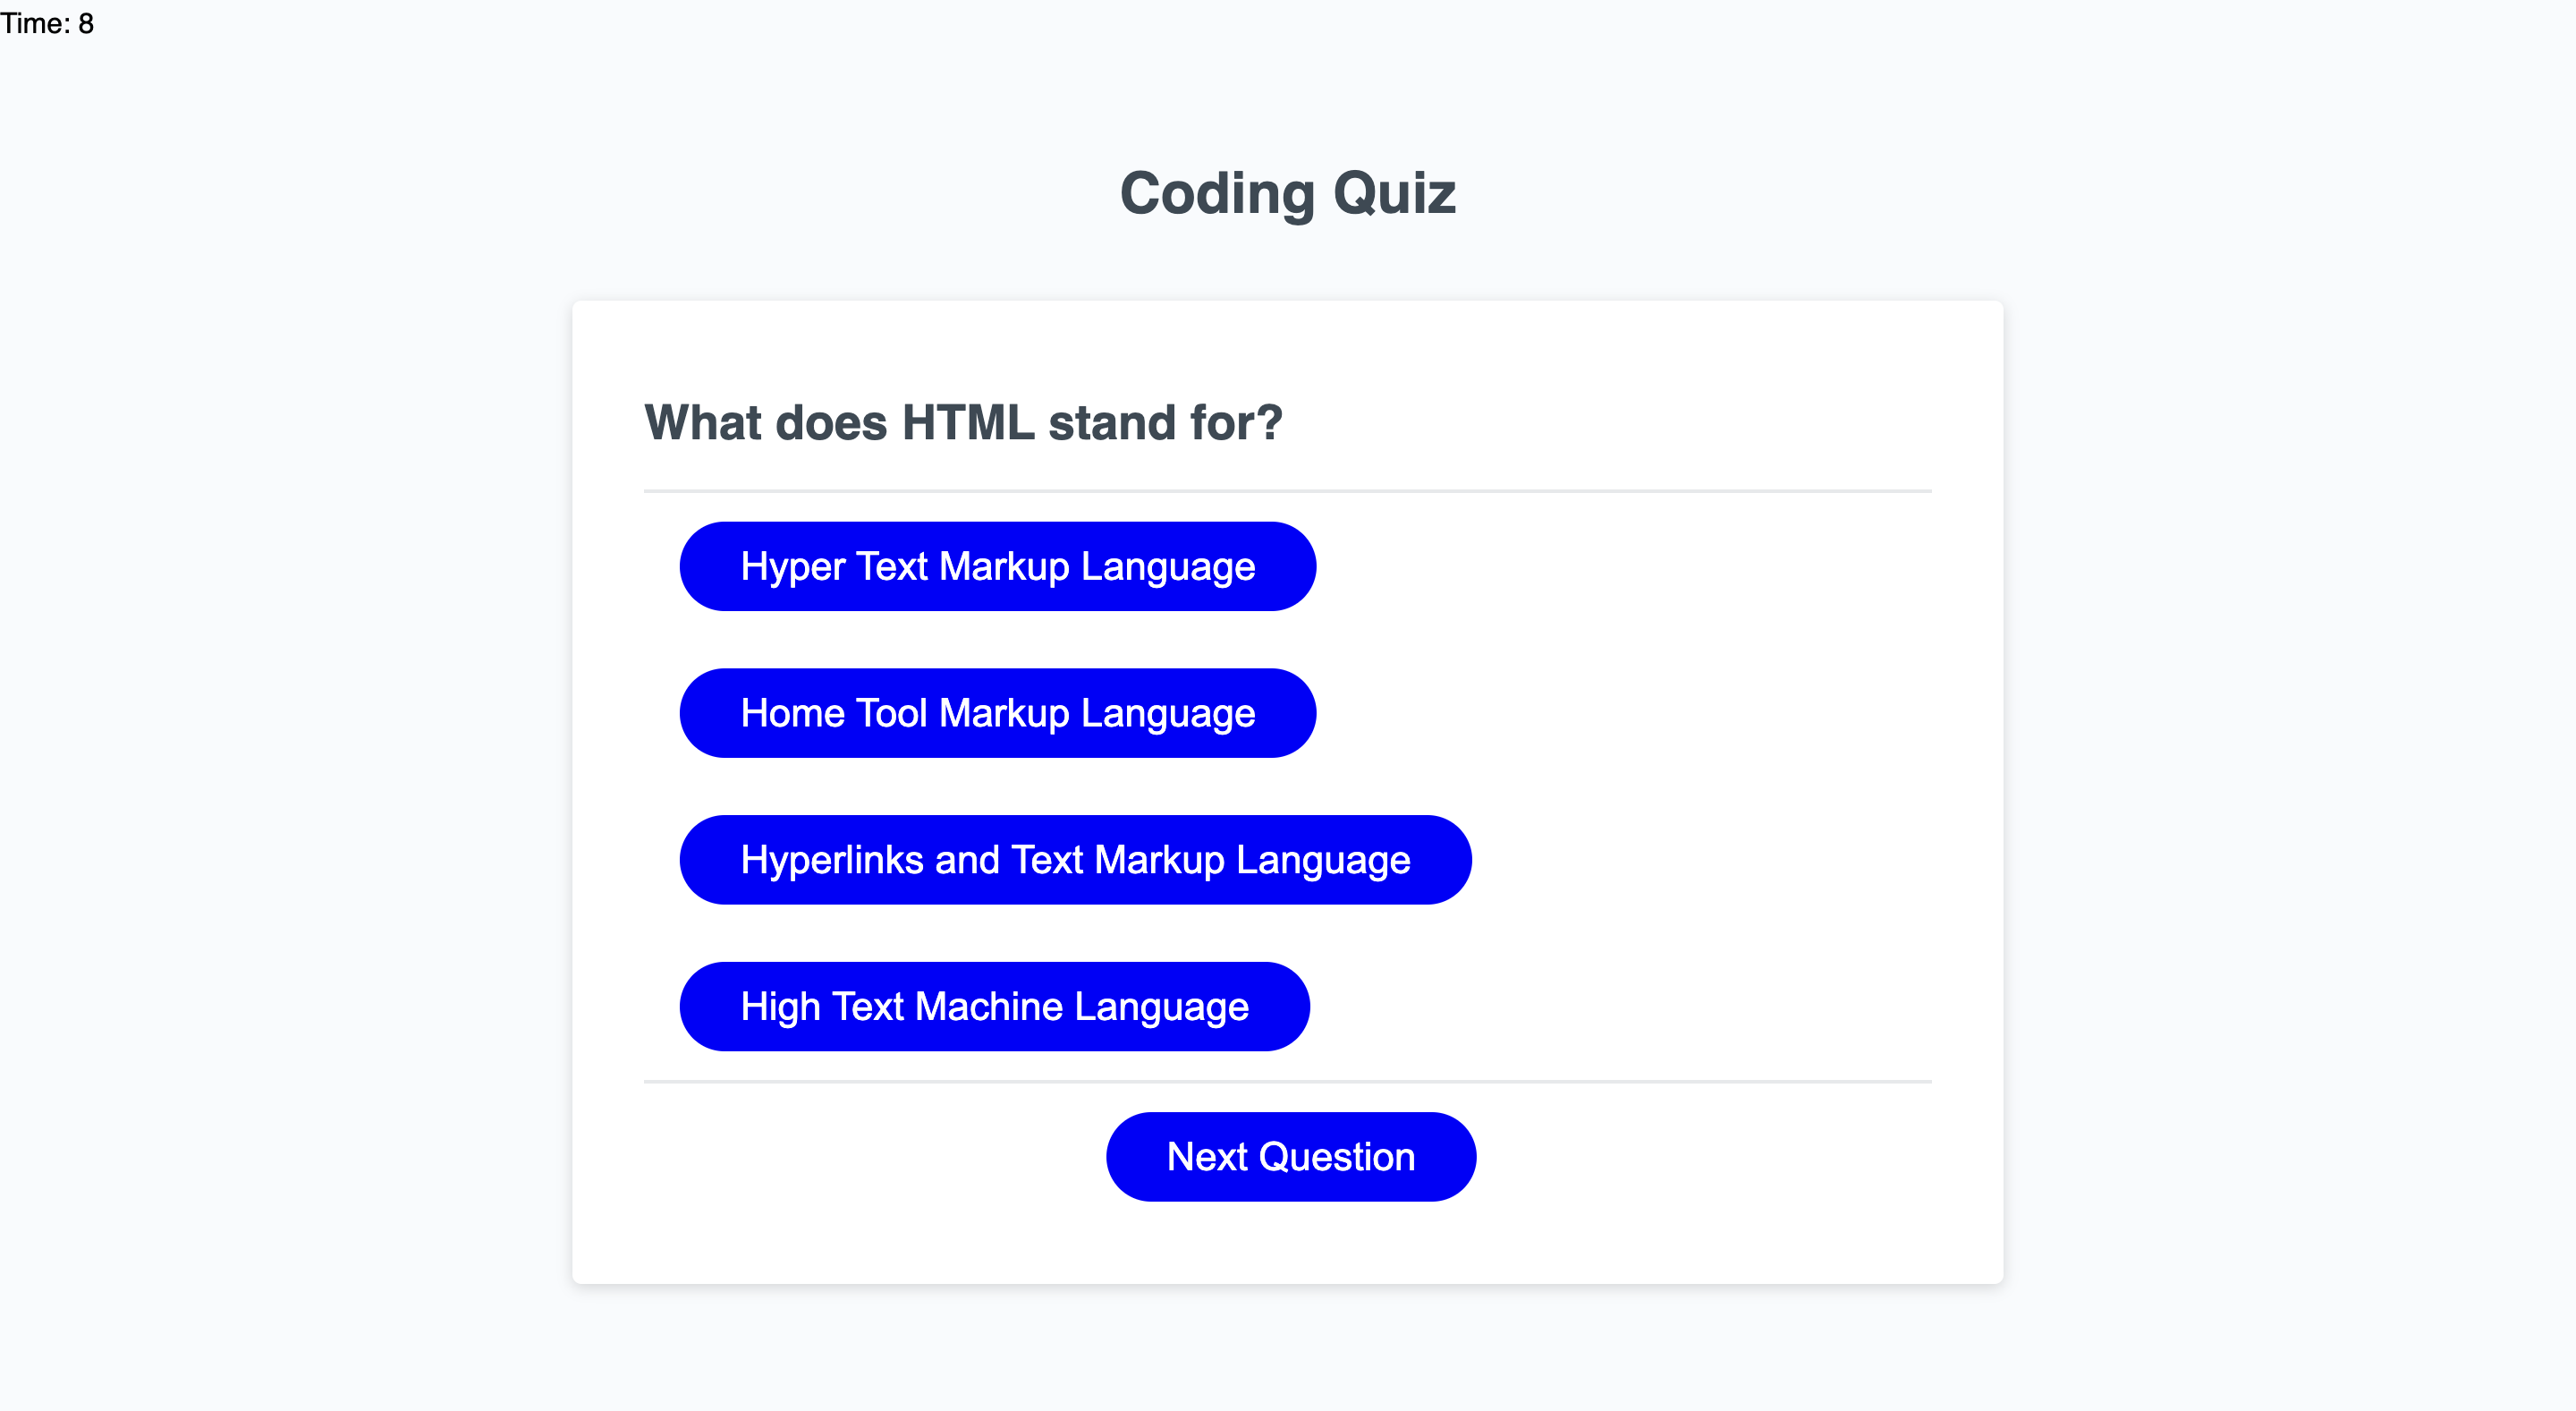 Time: 8
Coding Quiz
What does HTML stand for?
Hyper Text Markup Language
Home Tool Markup Language
Hyperlinks and Text Markup Language
High Text Machine Language
Next Question